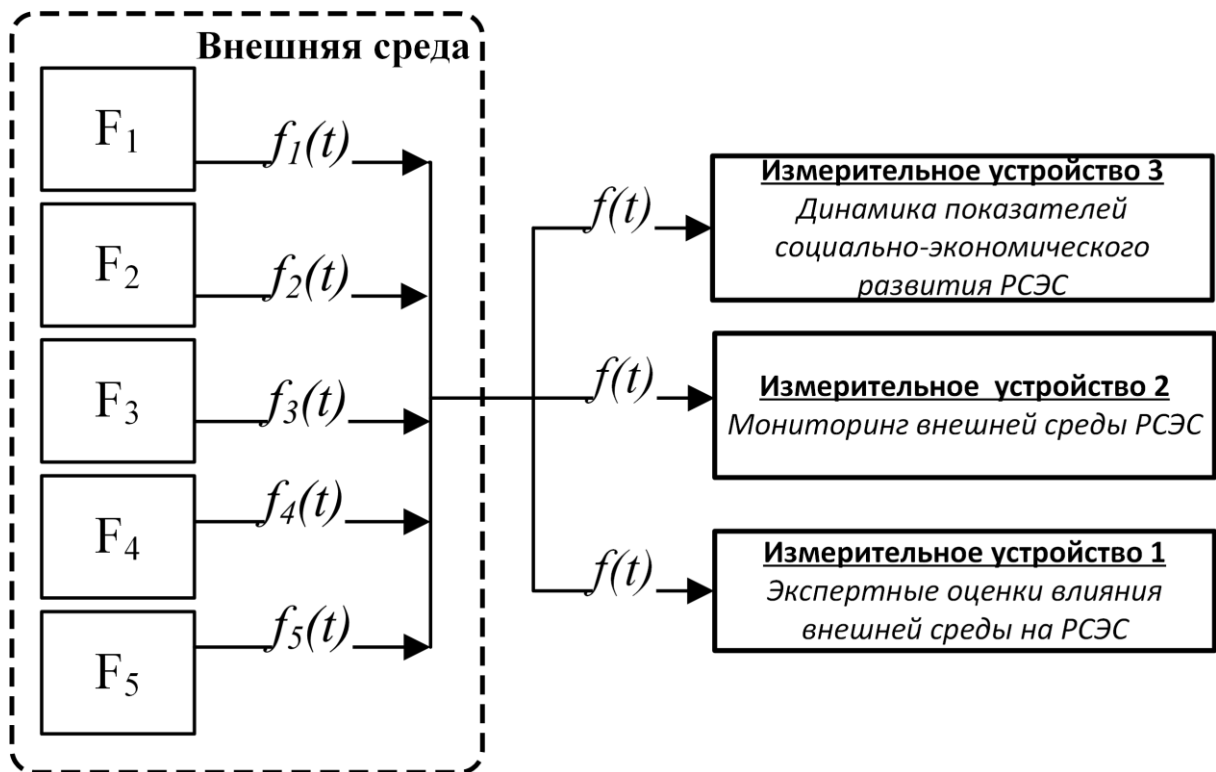 Внешняя среда
F₁
f₁(t)
F₂
f₂(t)
F₃
f₃(t)
F₄
f₄(t)
F₅
f₅(t)
f(t)
Измерительное устройство 3
Динамика показателей
социально-экономического
развития РСЭС
f(t)
Измерительное устройство 2
Мониторинг внешней среды РСЭС
f(t)
Измерительное устройство 1
Экспертные оценки влияния
внешней среды на РСЭС